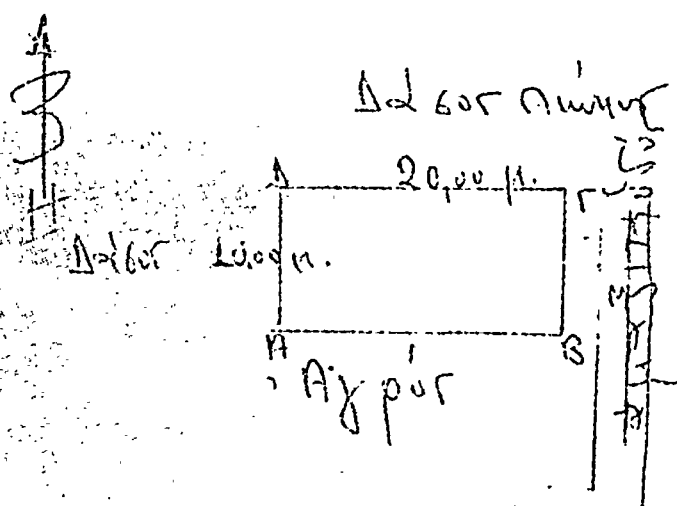 Β
Δάσος πεύκης
Δ 20,00 μ. Γ
Δάσος 10,00 μ.
Α Β
Αγρός